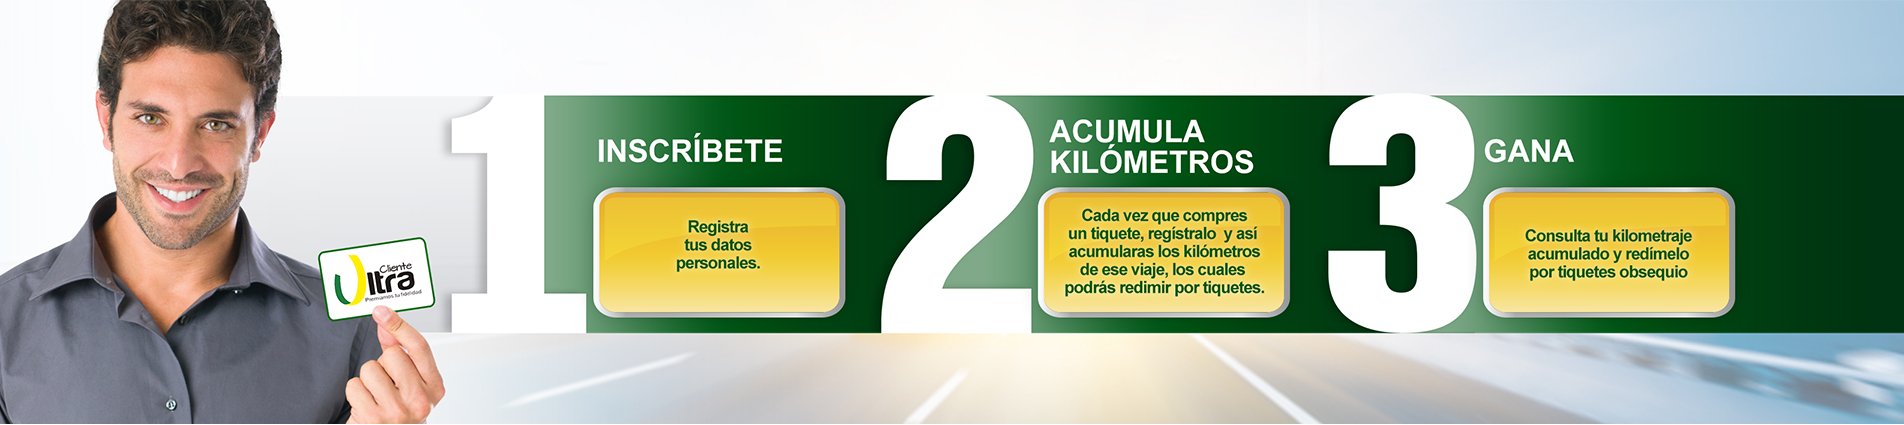 Cliente
Ultra
Premiamos tu fidelidad
1
INSCRÍBETE
Registra
tus datos
personales.
2
ACUMULA
KILÓMETROS
Cada vez que compres
un tiquete, regístralo y así
acumularas los kilómetros
de ese viaje, los cuales
podrás redimir por tiquetes.
3
GANA
Consulta tu kilometraje
acumulado y redímelo
por tiquetes obsequio